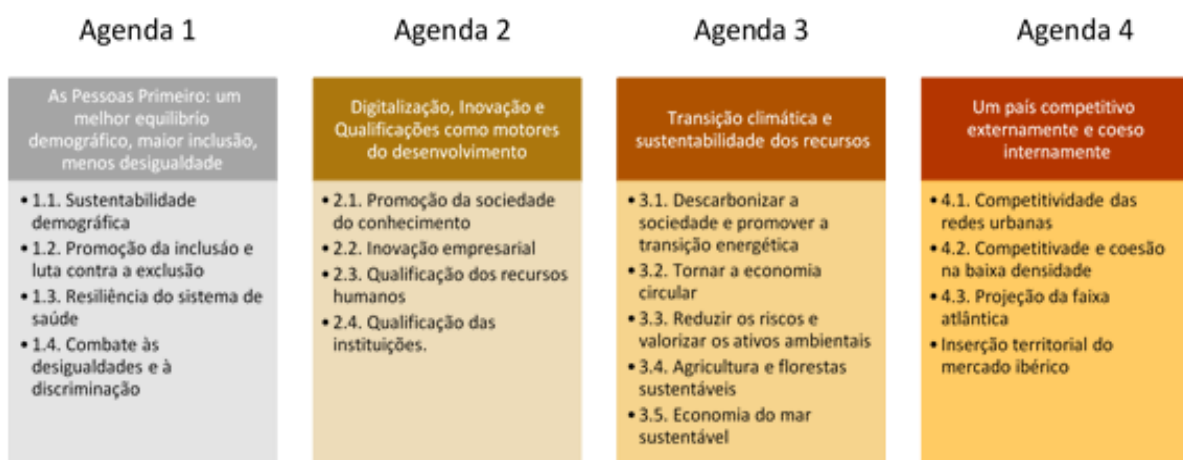 Agenda 1
As Pessoas Primeiro: um
melhor equilibrio
demográfico, maior inclusão,
menos desigualdade
• 1.1. Sustentabilidade
demográfica
• 1.2. Promoção da inclusáo e
luta contra a exclusão
• 1.3. Resiliência do sistema de
saúde
• 1.4. Combate às
desigualdades e à
discriminação
Agenda 2
Digitalização, Inovação e
Qualificações como motores
do desenvolvimento
• 2.1. Promoção da sociedade
do conhecimento
• 2.2. Inovação empresarial
• 2.3. Qualificação dos recursos
humanos
• 2.4. Qualificação das
instituições.
Agenda 3
Transição climática e
sustentabilidade dos recursos
• 3.1. Descarbonizar a
sociedade e promover a
transição energética
• 3.2. Tornar a economia
circular
• 3.3. Reduzir os riscos e
valorizar os ativos ambientais
• 3.4. Agricultura e florestas
sustentáveis
• 3.5. Economia do mar
sustentável
Agenda 4
Um país competitivo
externamente e coeso
internamente
• 4.1. Competitividade das
redes urbanas
• 4.2. Competitivade e coesão
na baixa densidade
• 4.3. Projeção da faixa
atlântica
• Inserção territorial do
mercado ibérico